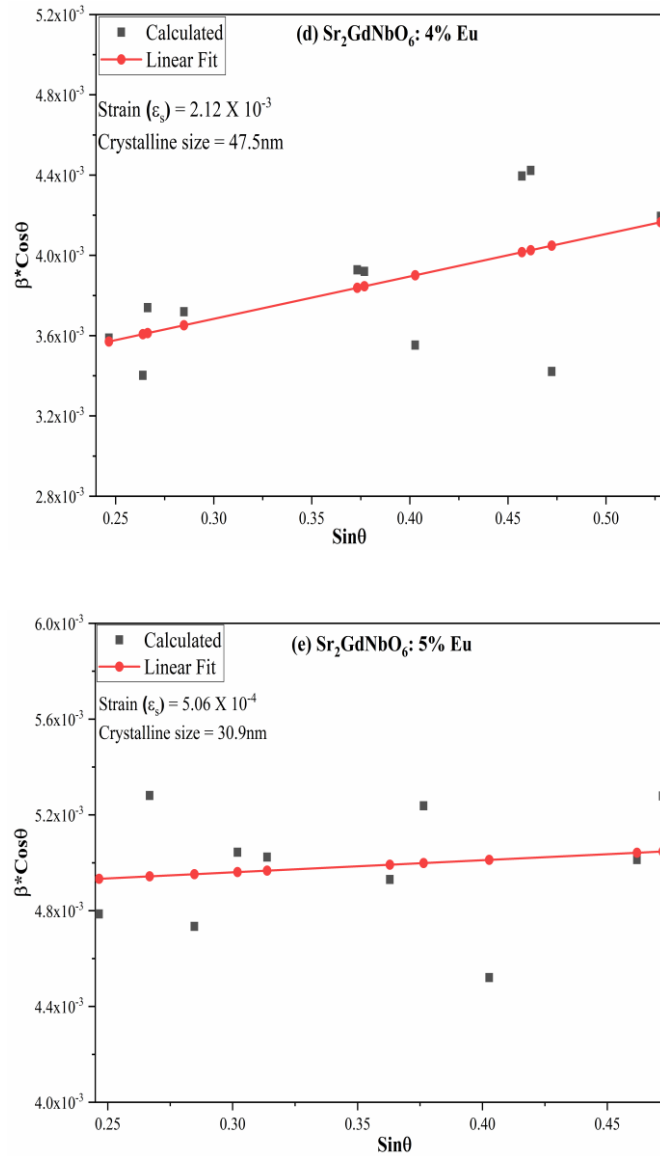 5.2x10⁻³
4.8x10⁻³
4.4x10⁻³
4.0x10⁻³
3.6x10⁻³
3.2x10⁻³
2.8x10⁻³
β*Cosθ
Calculated
Linear Fit
(d) Sr₂GdNbO₆: 4% Eu
Strain (εₛ) = 2.12 X 10⁻³
Crystalline size = 47.5nm
0.25 0.30 0.35 0.40 0.45 0.50
Sinθ
6.0x10⁻³
5.6x10⁻³
5.2x10⁻³
4.8x10⁻³
4.4x10⁻³
4.0x10⁻³
β*Cosθ
Calculated
Linear Fit
(e) Sr₂GdNbO₆: 5% Eu
Strain (εₛ) = 5.06 X 10⁻⁴
Crystalline size = 30.9nm
0.25 0.30 0.35 0.40 0.45
Sinθ